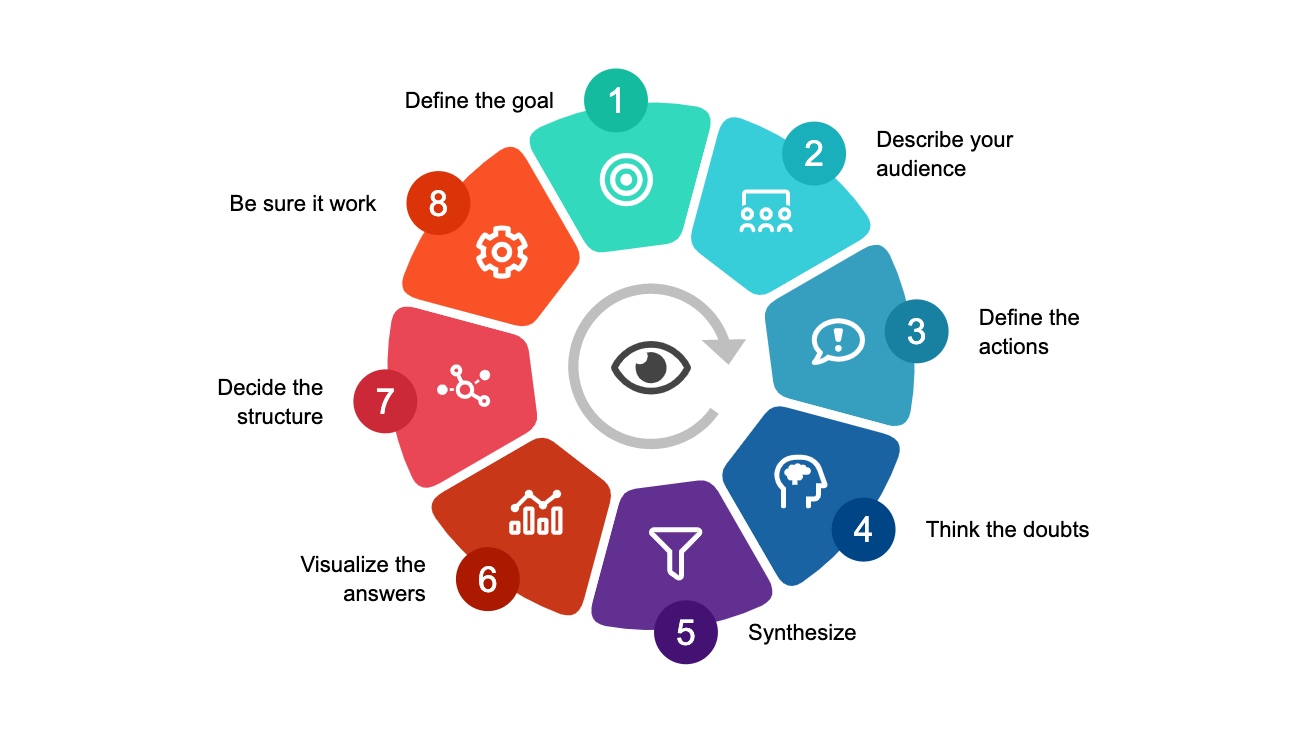 1
Define the goal
2
Describe your
audience
3
Define the
actions
4
Think the doubts
5
Synthesize
6
Visualize the
answers
7
Decide the
structure
8
Be sure it work